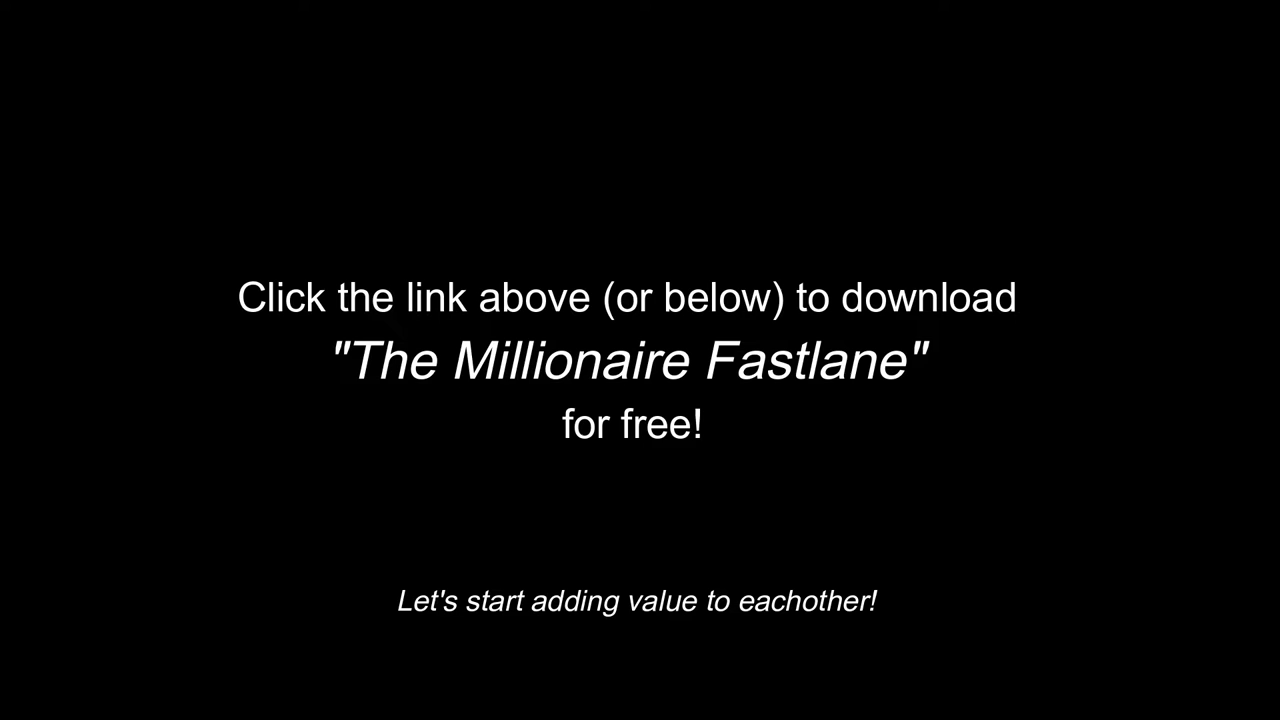 Click the link above (or below) to download
"The Millionaire Fastlane"
for free!
Let's start adding value to eachother!